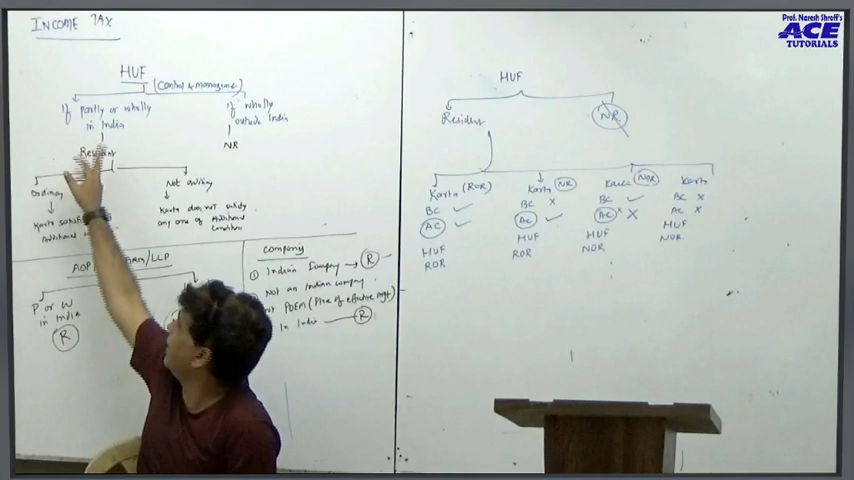 INCOME TAX
HUF
(Control & management)
If partly or wholly
in India
If wholly
outside India
NR
Resident
Ordinary
Not ordinary
Karta does not satisfy
any one of Additional
Condition
Additional
LLP
P or W
in India
R
Company
① Indian Company → R
Not an Indian company
POEM (Place of effective mgt)
In India — R
HUF
Resident
NR
Karta (ROR)
BC ✓
AC ✓
HUF
ROR
Karta NR
BC ×
AC ✓
HUF
ROR
Karta NOR
BC ✓
AC × ×
HUF
NOR
Karta
BC ×
AC ×
HUF
NOR
Prof. Naresh Shroff's
ACE
TUTORIALS